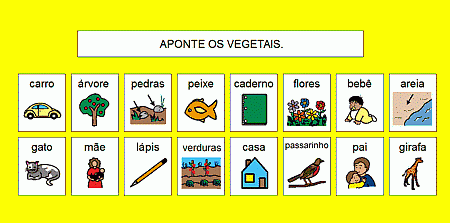 APONTE OS VEGETAIS.
carro árvore pedras peixe caderno flores bebê areia
gato mãe lápis verduras casa passarinho pai girafa